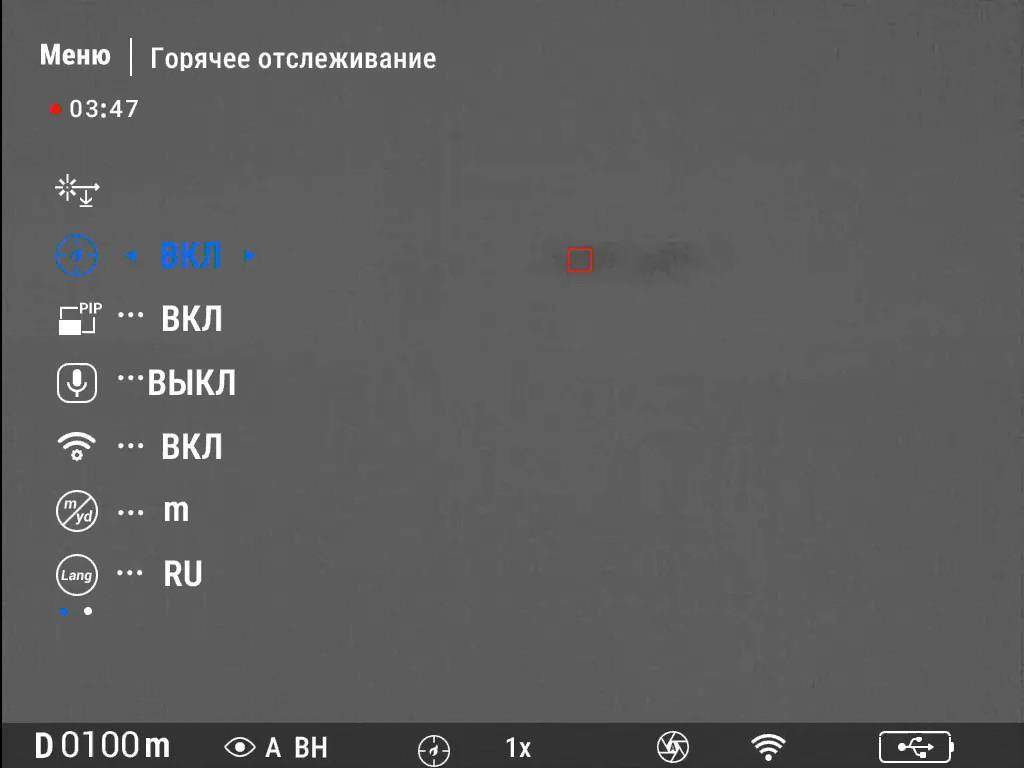 Меню | Горячее отслеживание
03:47
ВКЛ
PIP ... ВКЛ
... ВЫКЛ
... ВКЛ
m/yd ... m
Lang ... RU
D 0100 m A BH 1x